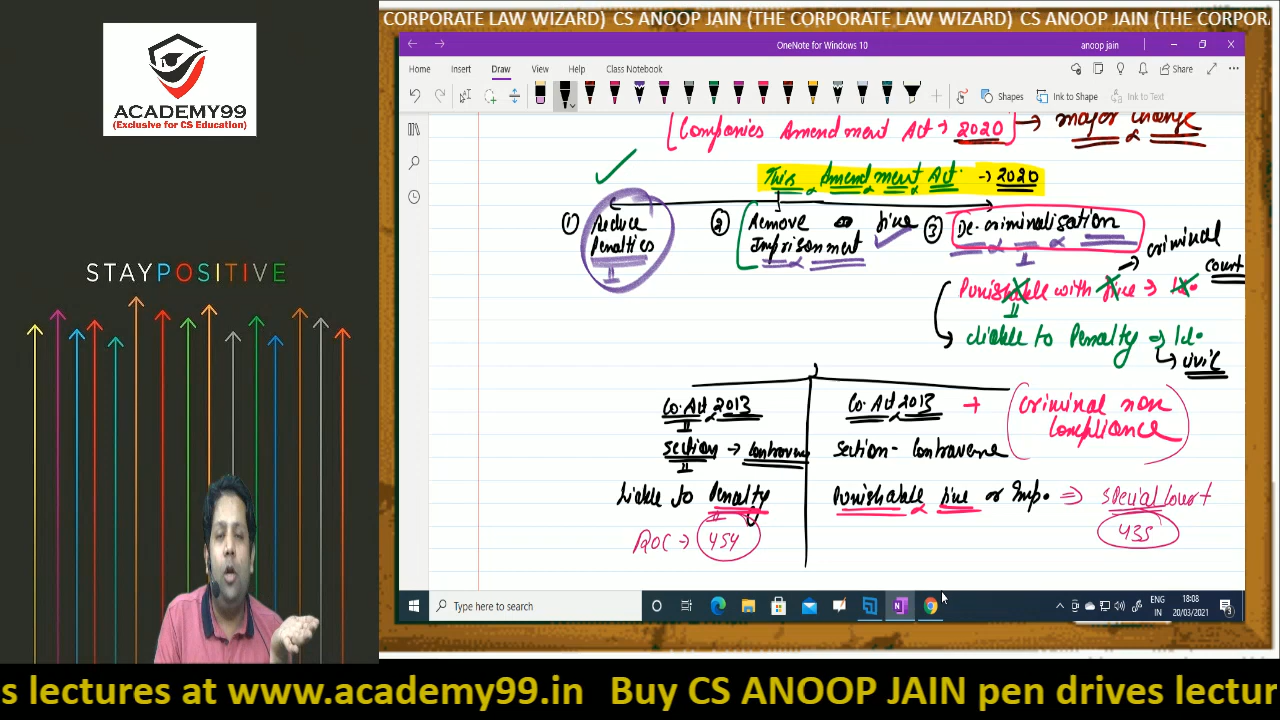 CORPORATE LAW WIZARD) CS ANOOP JAIN (THE CORPORATE LAW WIZARD) CS ANOOP JAIN (THE CORPOR
ACADEMY99
(Exclusive for CS Education)
STAYPOSITIVE
OneNote for Windows 10
anoop jain
Home Insert Draw View Help Class Notebook
Share
Shapes Ink to Shape Ink to Text
Companies Amendment Act → 2020 → major change
This Amendment Act → 2020
① Reduce Penalties
② Remove Imprisonment or fine
③ De-criminalisation
criminal court
Punishable with fine ⇒ 1d.
Liable to Penalty ⇒ 1d.
civil
Co. Act, 2013
Section → Contravene
Liable to Penalty
ROC → 454
Co. Act 2013 + Criminal non compliance
Section - Contravene
Punishable fine or Imp. ⇒ Special Court
435
Type here to search
ENG
IN
18:08
20/03/2021
3
s lectures at www.academy99.in Buy CS ANOOP JAIN pen drives lectur